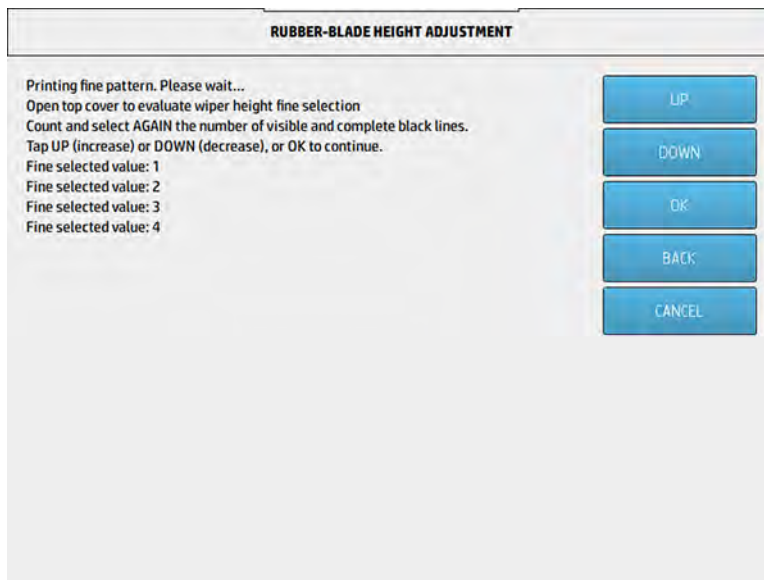 RUBBER-BLADE HEIGHT ADJUSTMENT
Printing fine pattern. Please wait...
Open top cover to evaluate wiper height fine selection
Count and select AGAIN the number of visible and complete black lines.
Tap UP (increase) or DOWN (decrease), or OK to continue.
Fine selected value: 1
Fine selected value: 2
Fine selected value: 3
Fine selected value: 4
UP
DOWN
OK
BACK
CANCEL